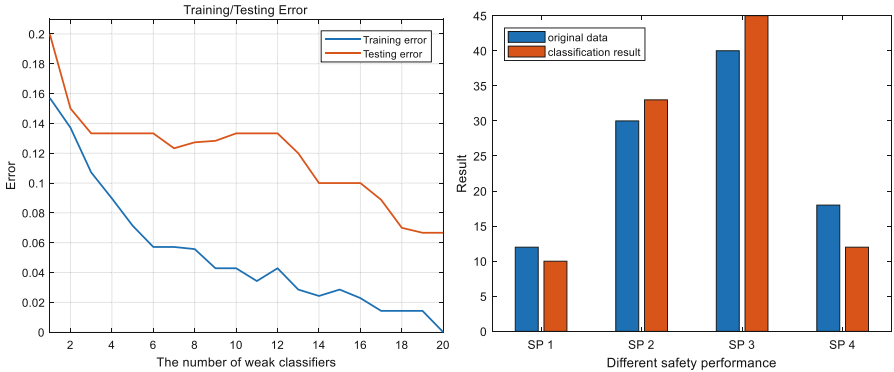 Training/Testing Error
0.2
0.18
0.16
0.14
0.12
0.1
0.08
0.06
0.04
0.02
0
Error
2 4 6 8 10 12 14 16 18 20
The number of weak classifiers
Training error
Testing error
45
40
35
30
25
20
15
10
5
0
Result
SP 1 SP 2 SP 3 SP 4
Different safety performance
original data
classification result